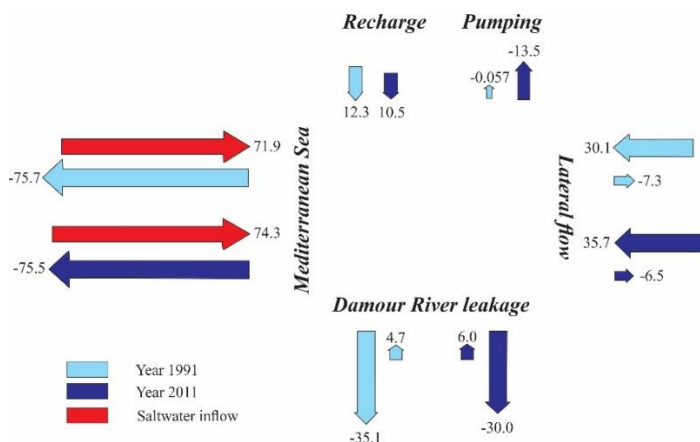 Recharge
Pumping
-13.5
-0.057
12.3
10.5
71.9
-75.7
Mediterranean Sea
74.3
-75.5
30.1
-7.3
Lateral flow
35.7
-6.5
Damour River leakage
4.7
6.0
-35.1
-30.0
Year 1991
Year 2011
Saltwater inflow